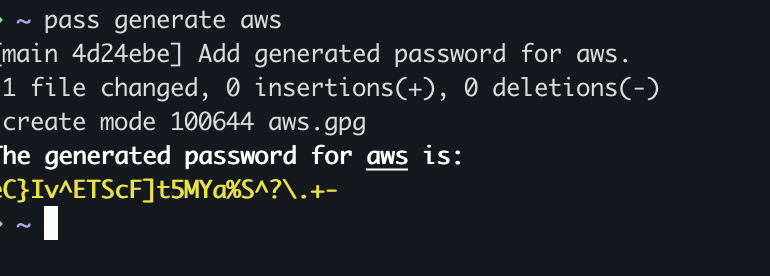 ~ pass generate aws
[main 4d24ebe] Add generated password for aws.
1 file changed, 0 insertions(+), 0 deletions(-)
create mode 100644 aws.gpg
The generated password for aws is:
eC}Iv^ETScF]t5MYa%S^?\.+-
~